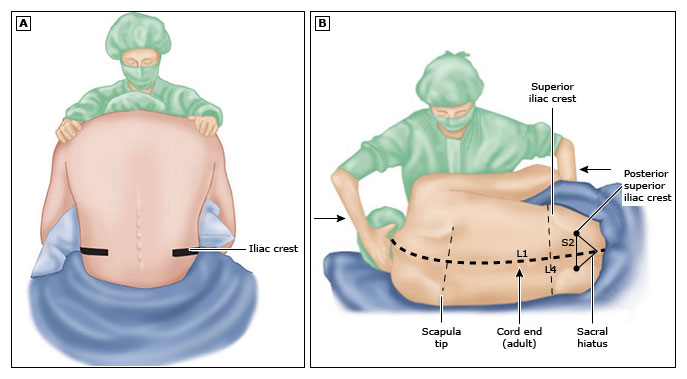 A
Iliac crest
B
Superior
iliac crest
Posterior
superior
iliac crest
S2
L1
L4
Scapula
tip
Cord end
(adult)
Sacral
hiatus